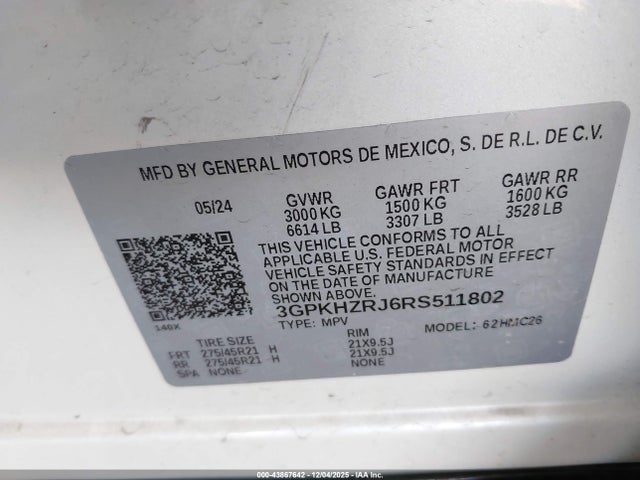 MFD BY GENERAL MOTORS DE MEXICO, S. DE R.L. DE C.V.
05/24 GVWR GAWR FRT GAWR RR
3000 KG 1500 KG 1600 KG
6614 LB 3307 LB 3528 LB
THIS VEHICLE CONFORMS TO ALL
APPLICABLE U.S. FEDERAL MOTOR
VEHICLE SAFETY STANDARDS IN EFFECT
ON THE DATE OF MANUFACTURE
SHOWN ABOVE.
3GPKHZRJ6RS511802
140X TYPE: MPV MODEL: 62HMC26
TIRE SIZE RIM
FRT 275/45R21 H 21X9.5J
RR 275/45R21 H 21X9.5J
SPA NONE NONE
000-43867642 - 12/04/2025 - IAA Inc.